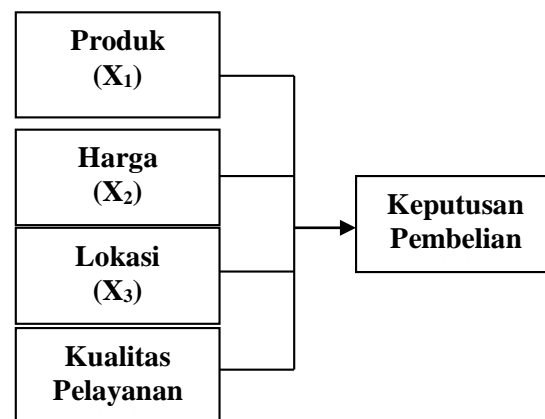 Produk
(X₁)
Harga
(X₂)
Lokasi
(X₃)
Kualitas
Pelayanan
Keputusan
Pembelian